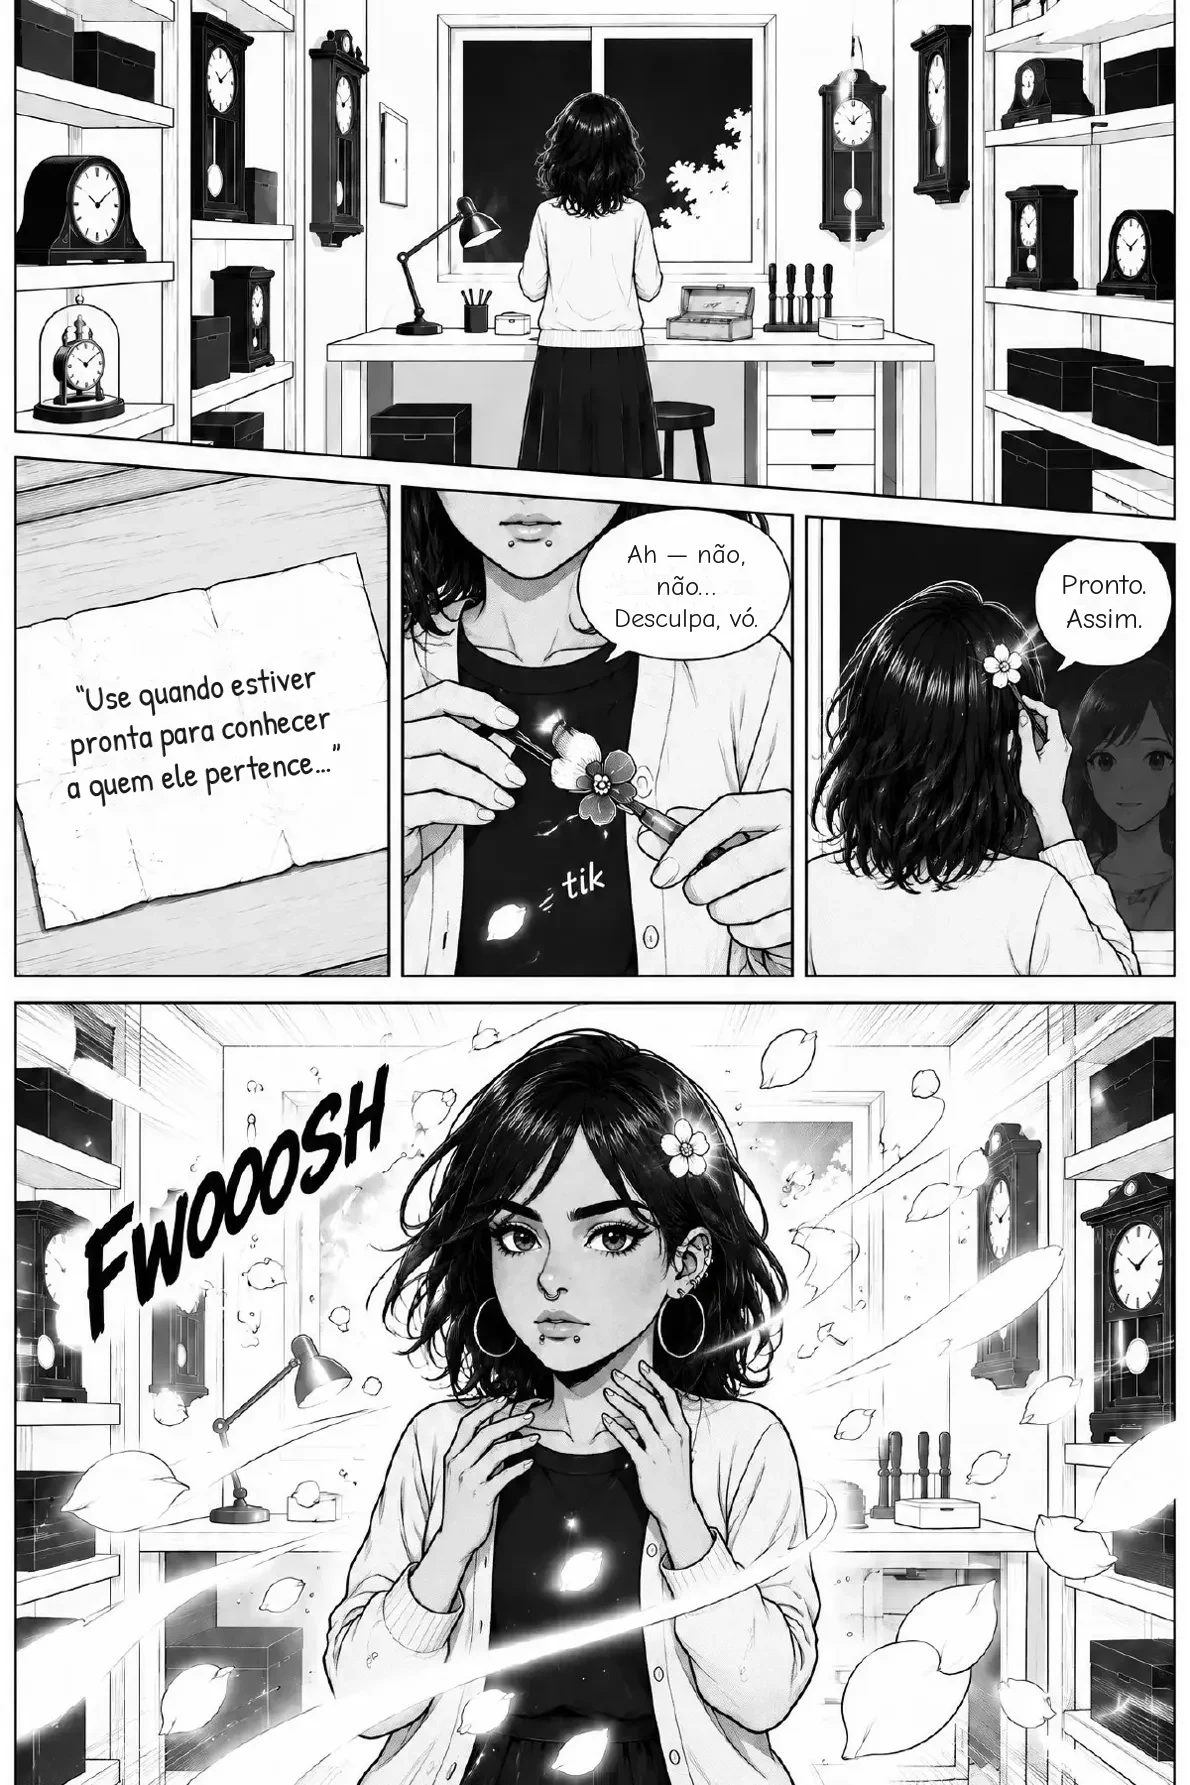 "Use quando estiver
pronta para conhecer
a quem ele pertence..."
Ah — não,
não...
Desculpa, vó.
tik
Pronto.
Assim.
FWOOOSH